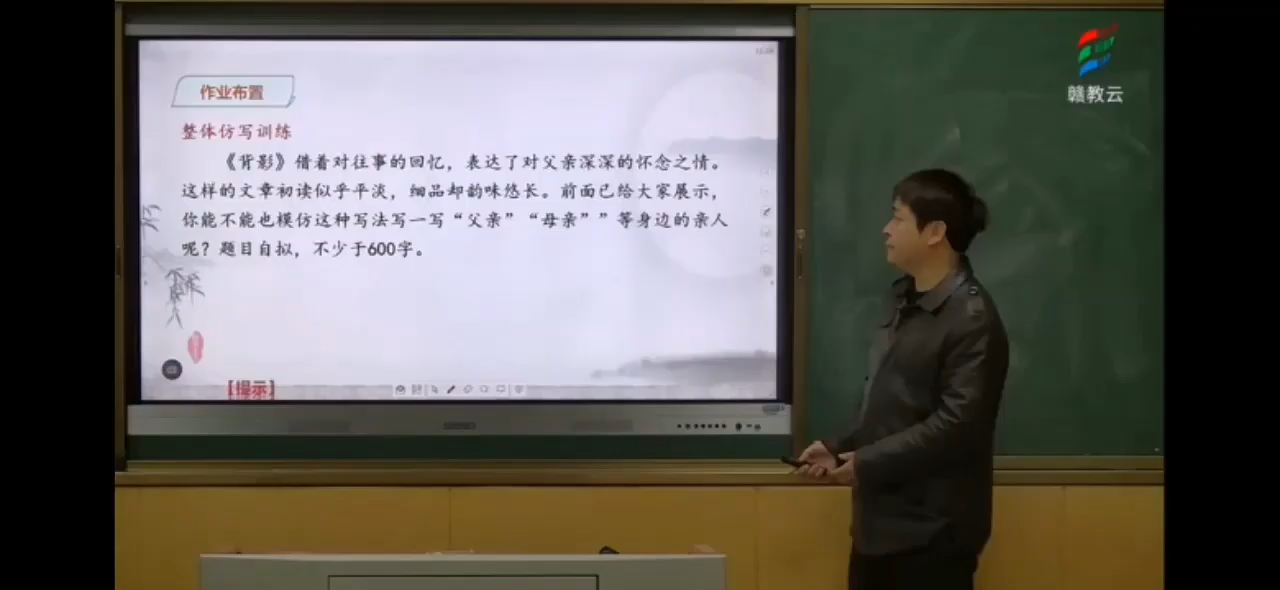 作业布置
整体仿写训练
《背影》借着对往事的回忆，表达了对父亲深深的怀念之情。
这样的文章初读似乎平淡，细品却韵味悠长。前面已给大家展示，
你能不能也模仿这种写法写一写“父亲”“母亲””等身边的亲人
呢？题目自拟，不少于600字。
【提示】
赣教云